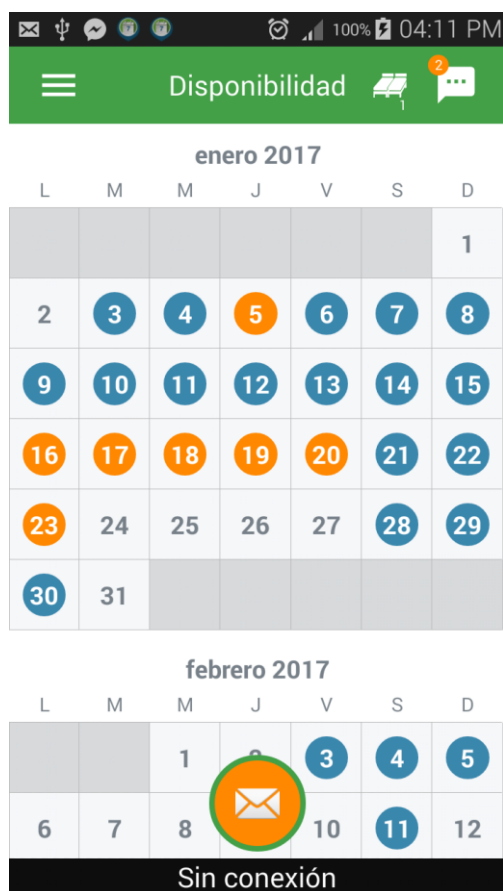 100% 04:11 PM
Disponibilidad 1 2
enero 2017
L M M J V S D
1
2 3 4 5 6 7 8
9 10 11 12 13 14 15
16 17 18 19 20 21 22
23 24 25 26 27 28 29
30 31
febrero 2017
L M M J V S D
1 3 4 5
6 7 8 10 11 12
Sin conexión